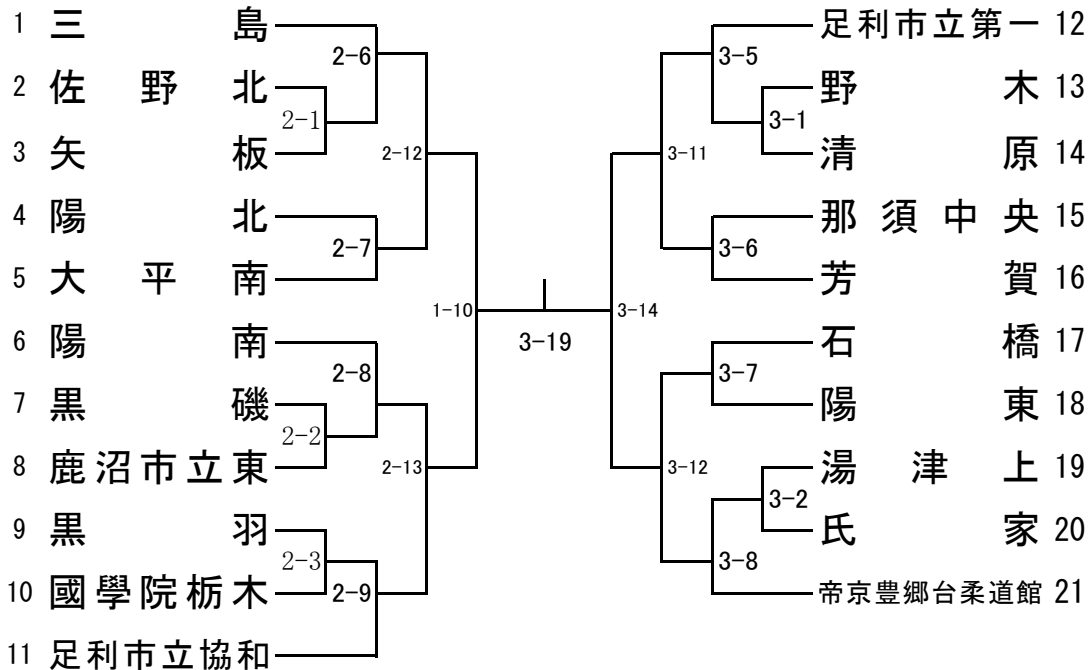 1 三島
2 佐野北
3 矢板
4 陽北
5 大平南
6 陽南
7 黒磯
8 鹿沼市立東
9 黒羽
10 國學院栃木
11 足利市立協和
2-6
2-1
2-12
2-7
1-10
2-8
2-2
2-13
2-3
2-9
3-19
3-5
3-1
3-11
3-6
3-14
3-7
3-12
3-2
3-8
足利市立第一 12
野木 13
清原 14
那須中央 15
芳賀 16
石橋 17
陽東 18
湯津上 19
氏家 20
帝京豊郷台柔道館 21